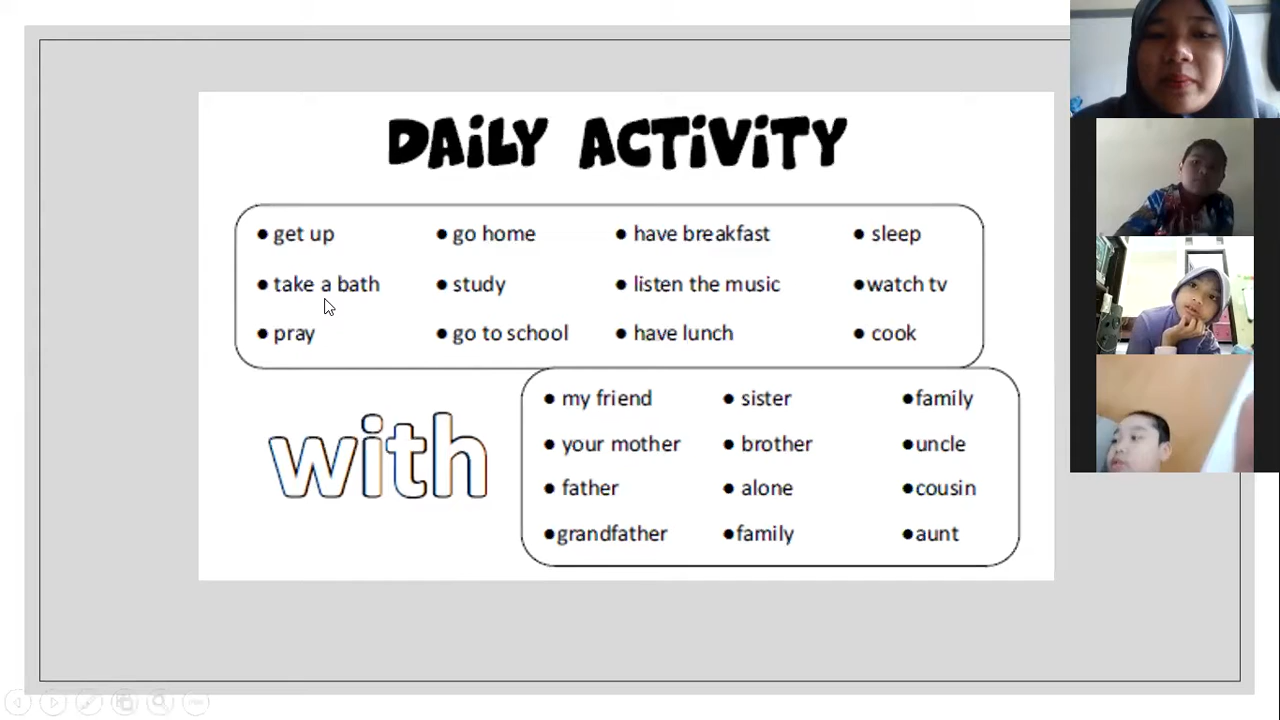 DAiLY ACTiViTY
• get up • go home • have breakfast • sleep
• take a bath • study • listen the music • watch tv
• pray • go to school • have lunch • cook
with
• my friend • sister • family
• your mother • brother • uncle
• father • alone • cousin
• grandfather • family • aunt